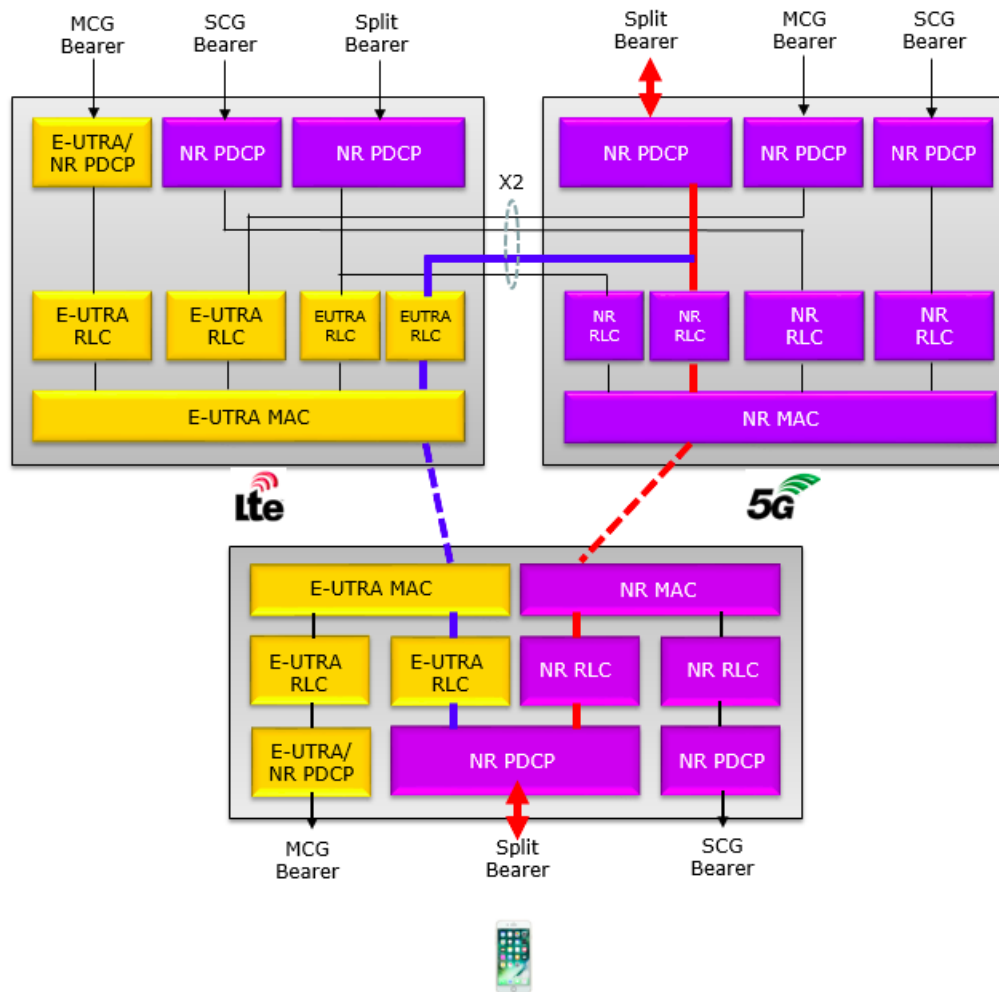 MCG
Bearer
SCG
Bearer
Split
Bearer
Split
Bearer
MCG
Bearer
SCG
Bearer
E-UTRA/
NR PDCP
NR PDCP
NR PDCP
NR PDCP
NR PDCP
NR PDCP
X2
E-UTRA
RLC
E-UTRA
RLC
EUTRA
RLC
EUTRA
RLC
NR
RLC
NR
RLC
NR
RLC
NR
RLC
E-UTRA MAC
NR MAC
Lte
5G
E-UTRA MAC
NR MAC
E-UTRA
RLC
E-UTRA
RLC
NR RLC
NR RLC
E-UTRA/
NR PDCP
NR PDCP
NR PDCP
MCG
Bearer
Split
Bearer
SCG
Bearer